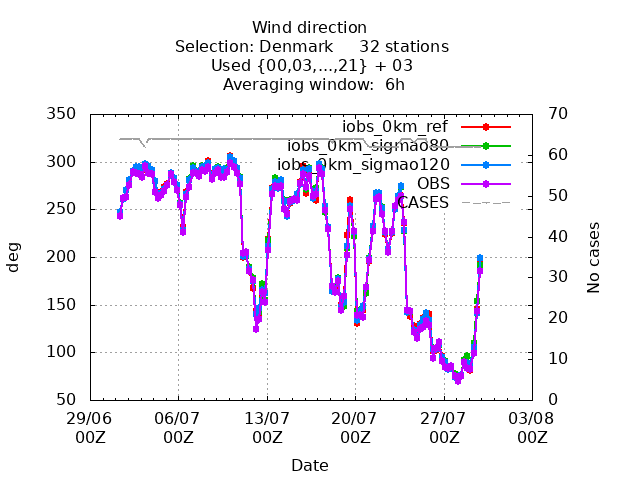 Wind direction
Selection: Denmark 32 stations
Used {00,03,...,21} + 03
Averaging window: 6h
350 70
iobs_0km_ref
iobs_0km_sigmao80
300 60
iobs_0km_sigmao120
OBS
50
CASES
250
40
200
30
150
20
100 10
50 0
deg
No cases
29/06 06/07 13/07 20/07 27/07 03/08
00Z 00Z 00Z 00Z 00Z 00Z
Date